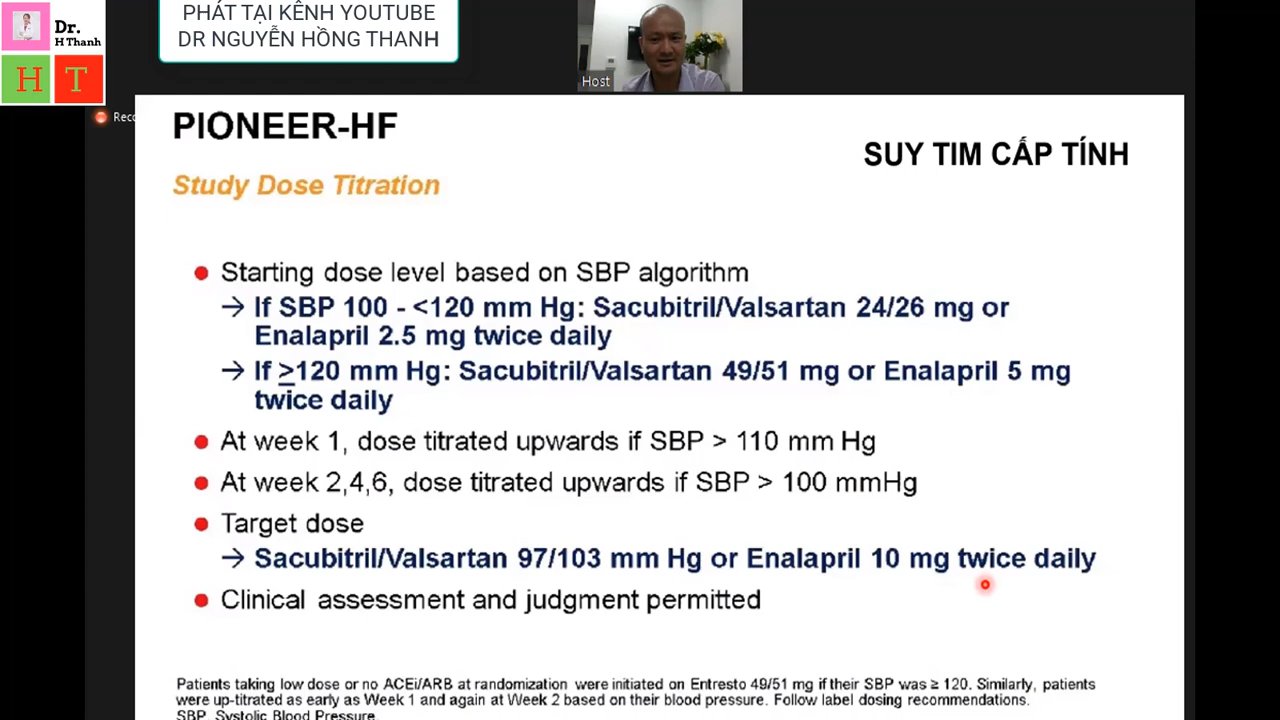 PHÁT TẠI KÊNH YOUTUBE
DR NGUYỄN HỒNG THANH
Dr.
H Thanh
H T
Host
Reco
PIONEER-HF
SUY TIM CẤP TÍNH
Study Dose Titration
Starting dose level based on SBP algorithm
→ If SBP 100 - <120 mm Hg: Sacubitril/Valsartan 24/26 mg or
Enalapril 2.5 mg twice daily
→ If ≥120 mm Hg: Sacubitril/Valsartan 49/51 mg or Enalapril 5 mg
twice daily
At week 1, dose titrated upwards if SBP > 110 mm Hg
At week 2,4,6, dose titrated upwards if SBP > 100 mmHg
Target dose
→ Sacubitril/Valsartan 97/103 mm Hg or Enalapril 10 mg twice daily
Clinical assessment and judgment permitted
Patients taking low dose or no ACEi/ARB at randomization were initiated on Entresto 49/51 mg if their SBP was ≥ 120. Similarly, patients
were up-titrated as early as Week 1 and again at Week 2 based on their blood pressure. Follow label dosing recommendations.
SBP, Systolic Blood Pressure.